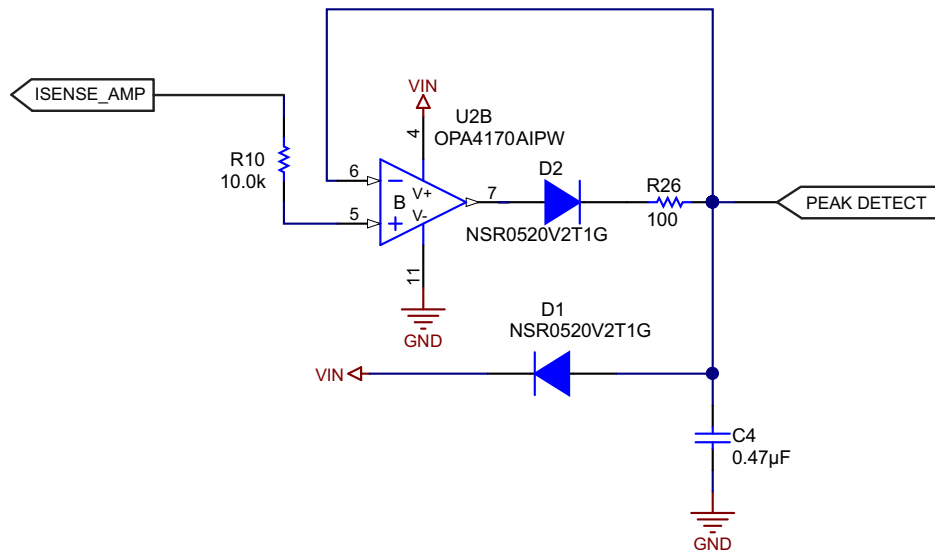 ISENSE_AMP
VIN
U2B
OPA4170AIPW
4
R10
10.0k
6
5
B
V+
V-
7
11
GND
D2
NSR0520V2T1G
R26
100
PEAK DETECT
D1
NSR0520V2T1G
VIN
C4
0.47µF
GND